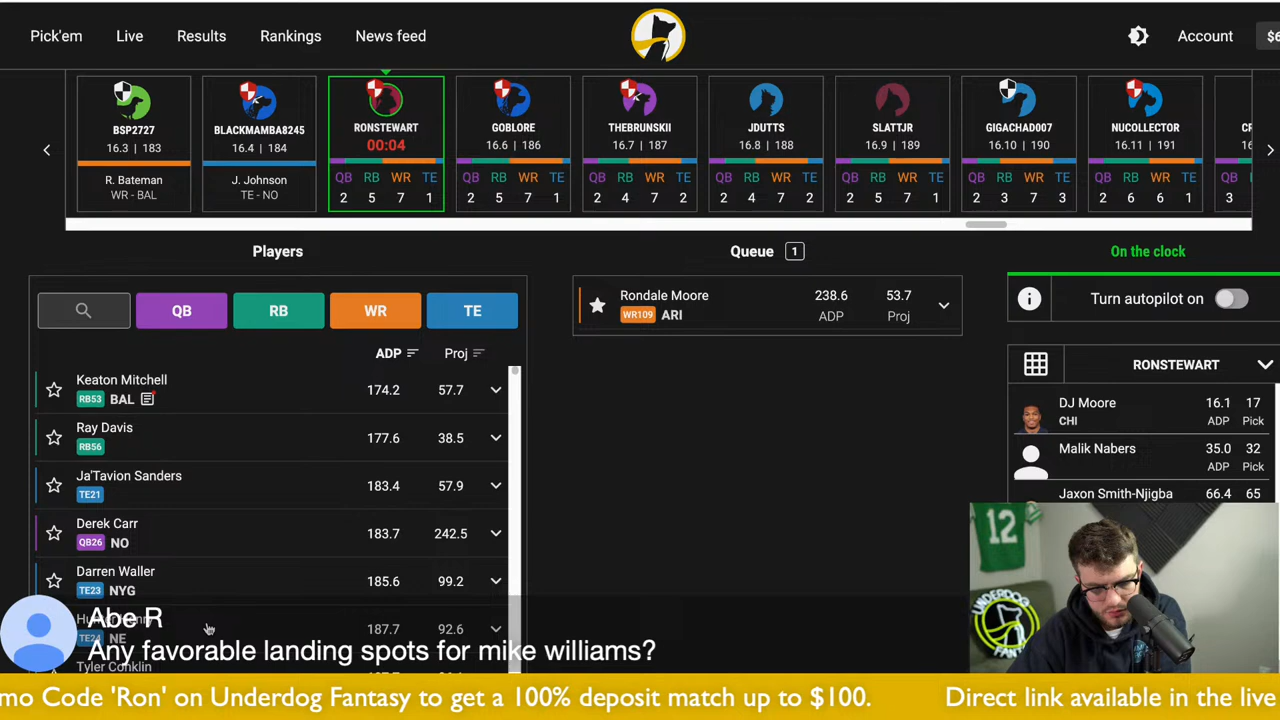 Pick'em Live Results Rankings News feed Account
BSP2727 BLACKMAMBA8245 RONSTEWART GOBLORE THEBRUNSKII JDUTTS SLATTJR GIGACHAD007 NUCOLLECTOR
16.3 | 183 16.4 | 184 00:04 16.6 | 186 16.7 | 187 16.8 | 188 16.9 | 189 16.10 | 190 16.11 | 191
R. Bateman J. Johnson QB RB WR TE QB RB WR TE QB RB WR TE QB RB WR TE QB RB WR TE QB RB WR TE QB RB WR TE QB
WR - BAL TE - NO 2 5 7 1 2 5 7 1 2 4 7 2 2 4 7 2 2 5 7 1 2 3 7 3 2 6 6 1 3
Players Queue 1 On the clock
QB RB WR TE
Rondale Moore 238.6 53.7
WR109 ARI ADP Proj
Turn autopilot on
ADP Proj
RONSTEWART
Keaton Mitchell 174.2 57.7
RB53 BAL
DJ Moore 16.1 17
CHI ADP Pick
Ray Davis 177.6 38.5
RB56
Malik Nabers 35.0 32
ADP Pick
Ja'Tavion Sanders 183.4 57.9
TE21
Jaxon Smith-Njigba 66.4 65
Derek Carr 183.7 242.5
QB26 NO
12
Darren Waller 185.6 99.2
TE23 NYG
187.7 92.6
NE
Tyler Conklin
UNDERDOG
Abe R
Any favorable landing spots for mike williams?
mo Code 'Ron' on Underdog Fantasy to get a 100% deposit match up to $100. Direct link available in the live